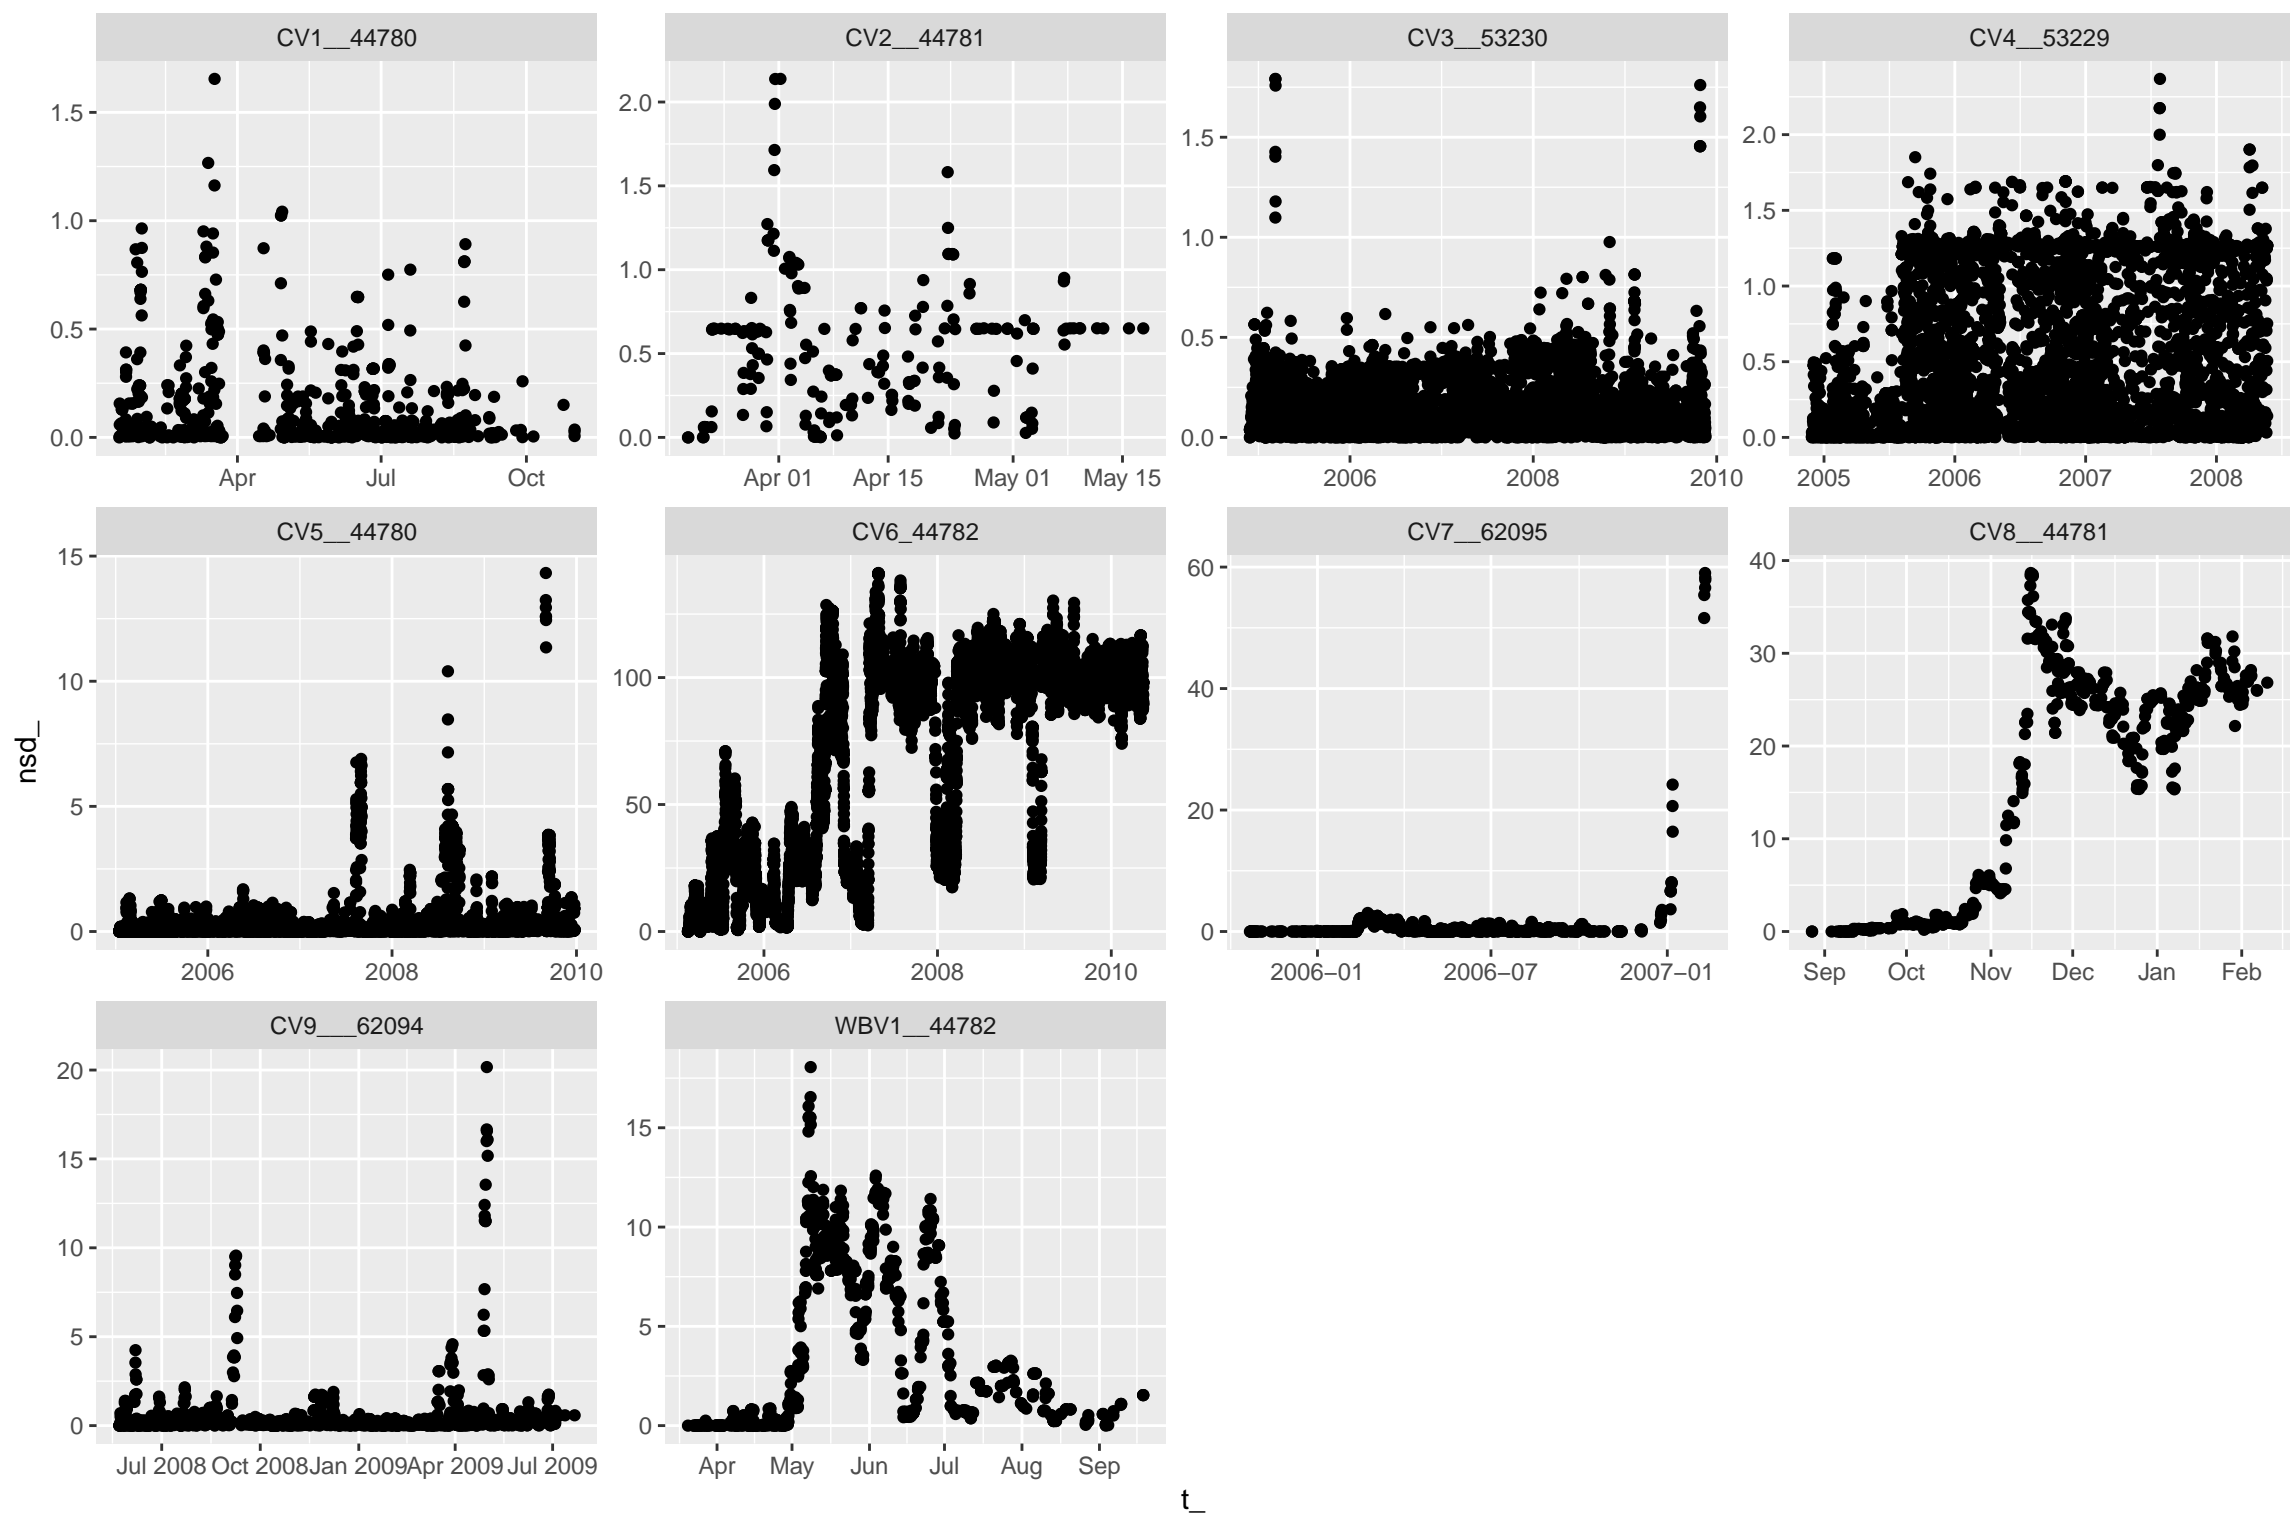 CV1__44780 CV2__44781 CV3__53230 CV4__53229
1.5
1.0
0.5
0.0
Apr Jul Oct
2.0
1.5
1.0
0.5
0.0
Apr 01 Apr 15 May 01 May 15
1.5
1.0
0.5
0.0
2006 2008 2010
2.0
1.5
1.0
0.5
0.0
2005 2006 2007 2008
CV5__44780 CV6_44782 CV7__62095 CV8__44781
15
10
5
0
2006 2008 2010
100
50
0
2006 2008 2010
60
40
20
0
2006–01 2006–07 2007–01
40
30
20
10
0
Sep Oct Nov Dec Jan Feb
nsd_
CV9___62094 WBV1__44782
20
15
10
5
0
Jul 2008 Oct 2008 Jan 2009 Apr 2009 Jul 2009
15
10
5
0
Apr May Jun Jul Aug Sep
t_